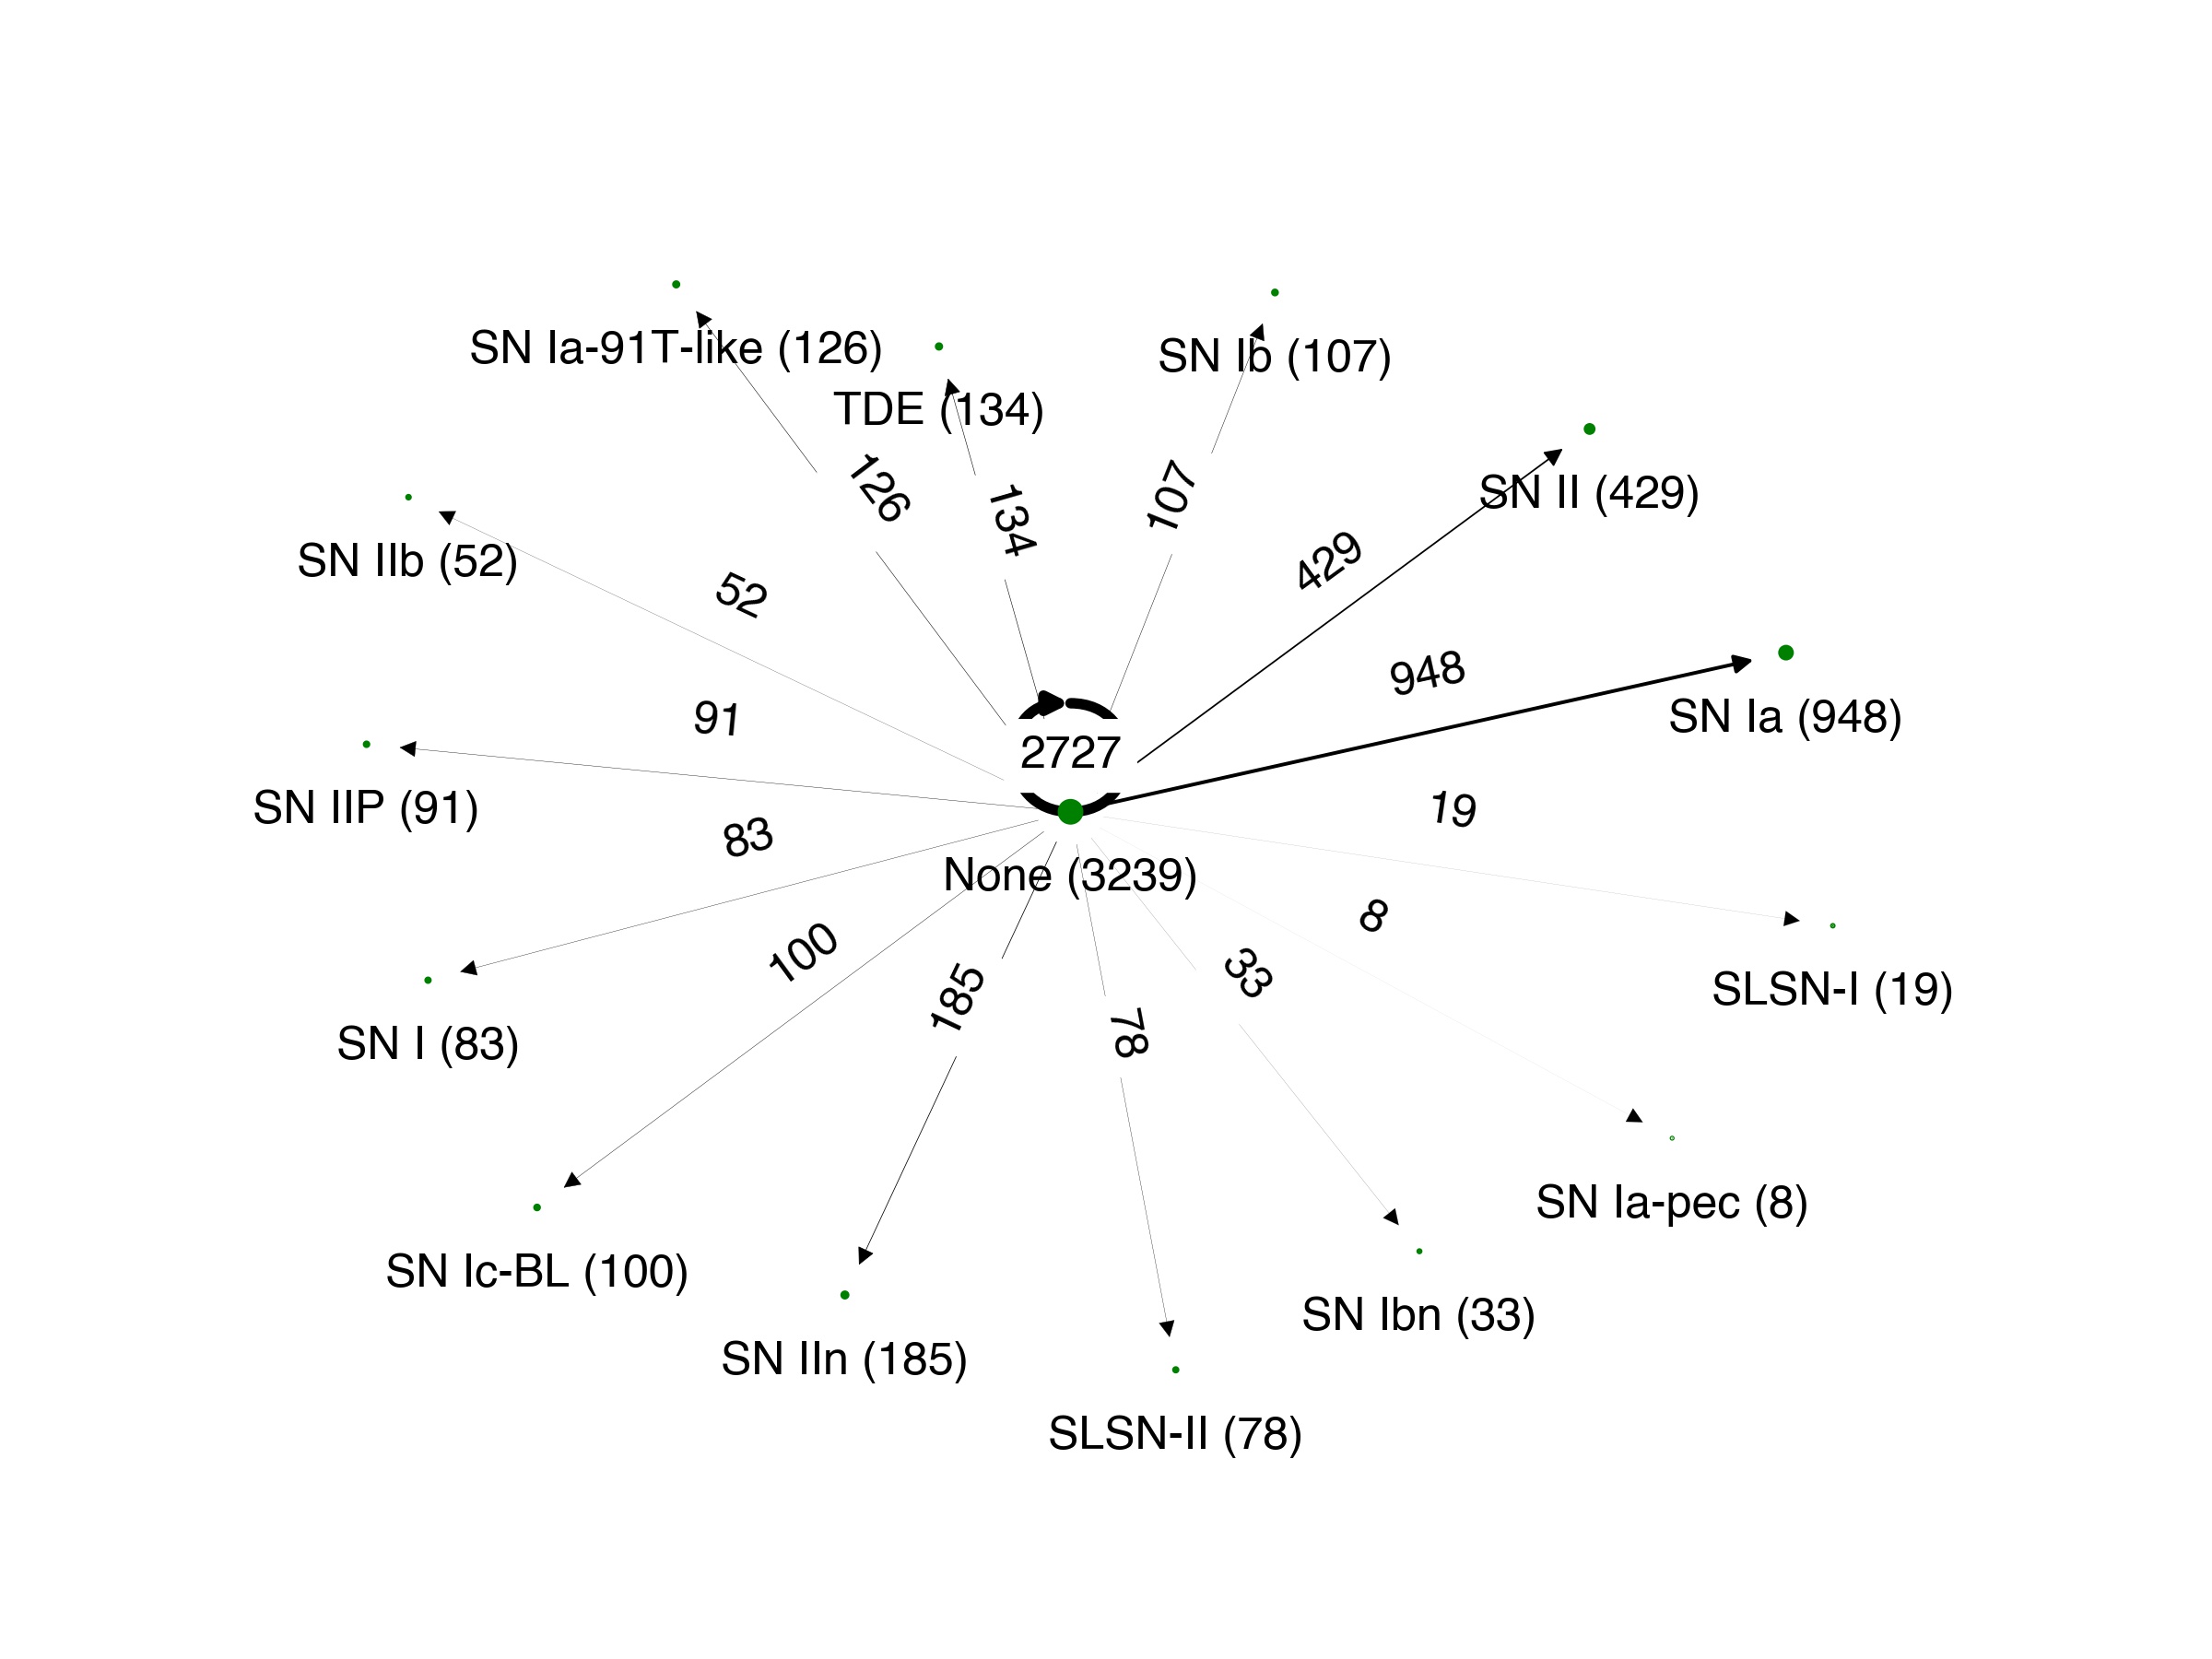 SN Ia-91T-like (126)
SN Ib (107)
TDE (134)
SN II (429)
126
134
107
429
SN IIb (52)
52
948
91
SN Ia (948)
2727
SN IIP (91)
83
19
None (3239)
8
100
33
SLSN-I (19)
185
78
SN I (83)
SN Ia-pec (8)
SN Ic-BL (100)
SN Ibn (33)
SN IIn (185)
SLSN-II (78)